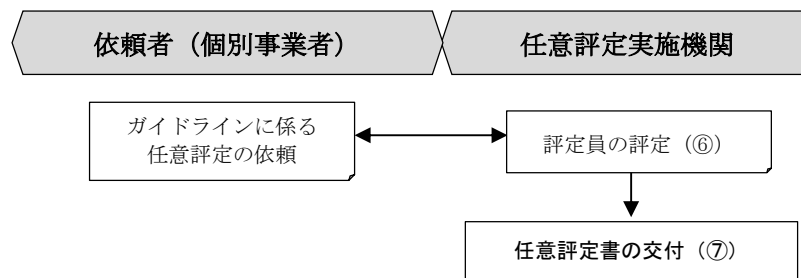 依頼者（個別事業者）
任意評定実施機関
ガイドラインに係る
任意評定の依頼
評定員の評定（⑥）
任意評定書の交付（⑦）